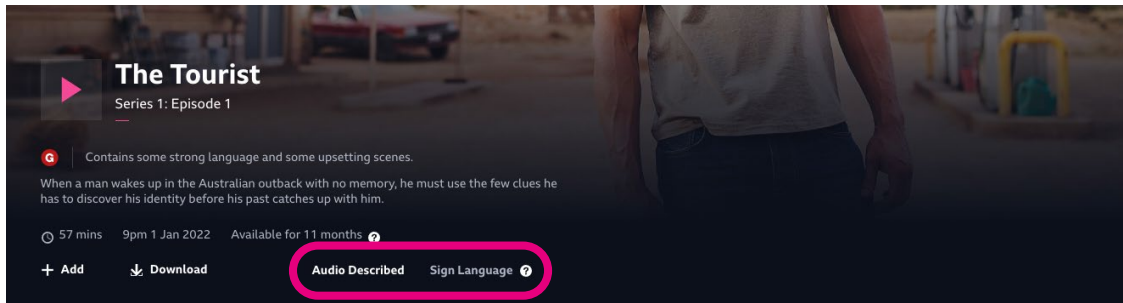 The Tourist
Series 1: Episode 1
G Contains some strong language and some upsetting scenes.
When a man wakes up in the Australian outback with no memory, he must use the few clues he
has to discover his identity before his past catches up with him.
57 mins 9pm 1 Jan 2022 Available for 11 months ?
+ Add Download Audio Described Sign Language ?